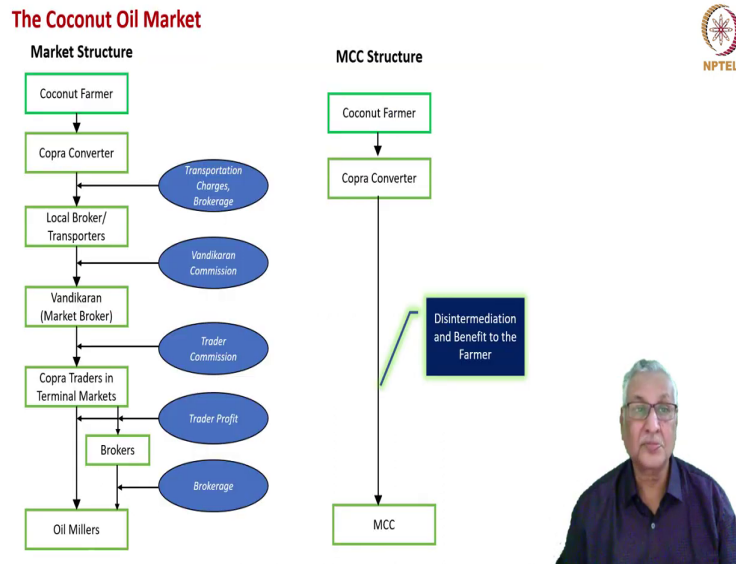 The Coconut Oil Market
NPTEL
Market Structure
Coconut Farmer
Copra Converter
Transportation
Charges,
Brokerage
Local Broker/
Transporters
Vandikaran
Commission
Vandikaran
(Market Broker)
Trader
Commission
Copra Traders in
Terminal Markets
Trader Profit
Brokers
Brokerage
Oil Millers
MCC Structure
Coconut Farmer
Copra Converter
Disintermediation
and Benefit to the
Farmer
MCC